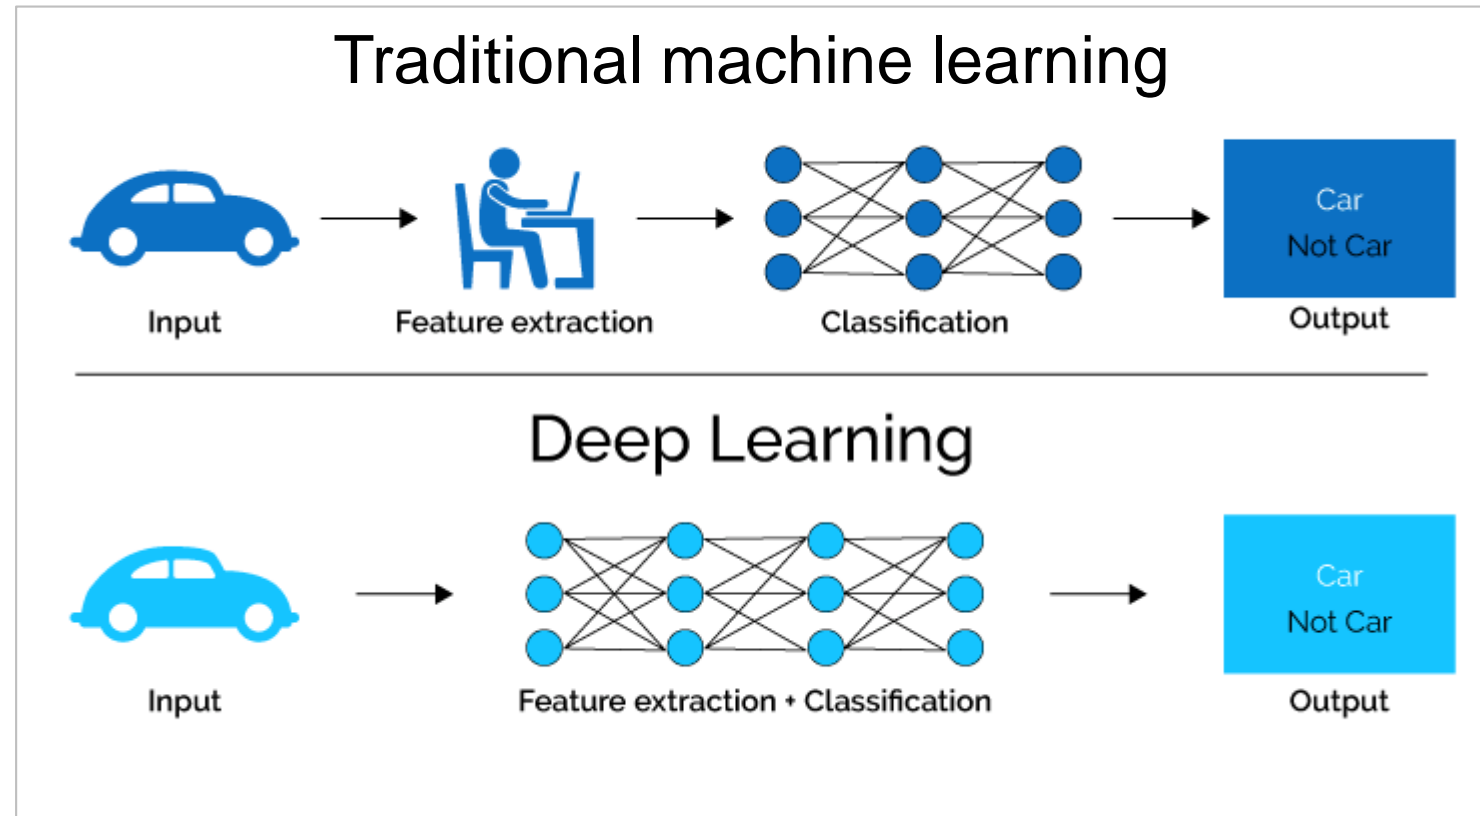 Traditional machine learning
Car
Not Car
Input
Feature extraction
Classification
Output
Deep Learning
Car
Not Car
Input
Feature extraction + Classification
Output